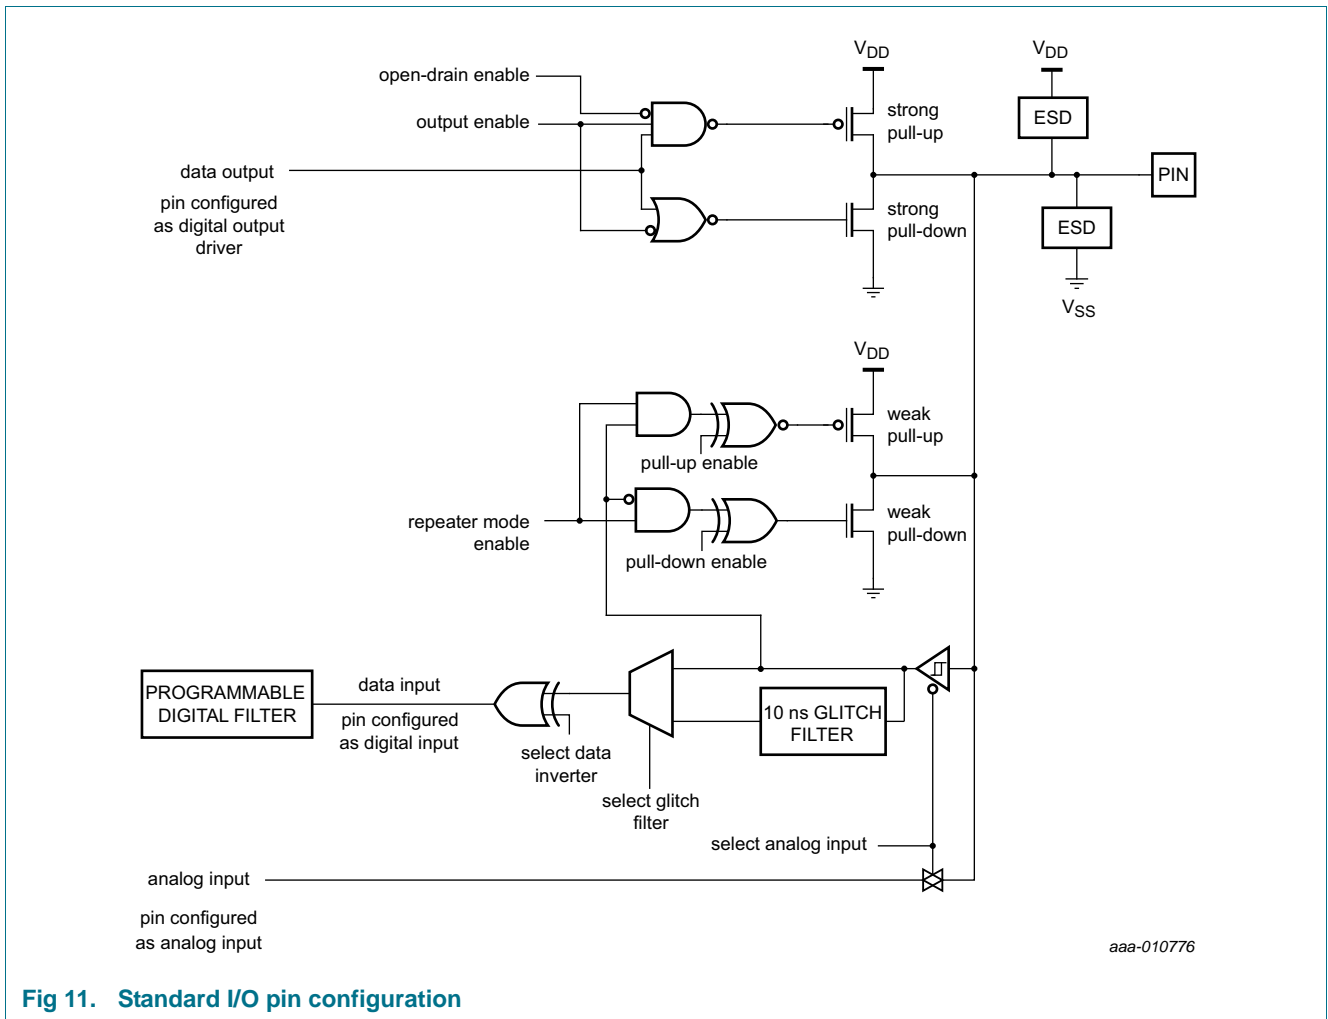 VDD
VDD
open-drain enable
strong
pull-up
ESD
output enable
data output
PIN
pin configured
as digital output
driver
strong
pull-down
ESD
VSS
VDD
weak
pull-up
pull-up enable
repeater mode
enable
weak
pull-down
pull-down enable
PROGRAMMABLE
DIGITAL FILTER
data input
pin configured
as digital input
10 ns GLITCH
FILTER
select data
inverter
select glitch
filter
select analog input
analog input
pin configured
as analog input
aaa-010776
Fig 11. Standard I/O pin configuration